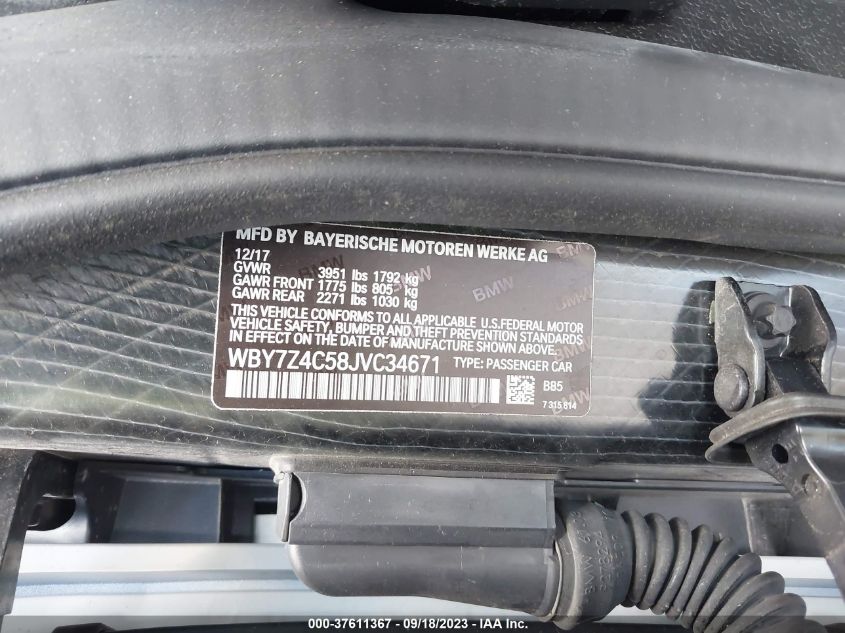 MFD BY BAYERISCHE MOTOREN WERKE AG
12/17
GVWR 3951 lbs 1792 kg
GAWR FRONT 1775 lbs 805 kg
GAWR REAR 2271 lbs 1030 kg
THIS VEHICLE CONFORMS TO ALL APPLICABLE U.S.FEDERAL MOTOR
VEHICLE SAFETY, BUMPER, AND THEFT PREVENTION STANDARDS
IN EFFECT ON THE DATE OF MANUFACTURE SHOWN ABOVE.
WBY7Z4C58JVC34671 TYPE: PASSENGER CAR
B85
7 315 814
BMW
BMW
BMW
000-37611367 - 09/18/2023 - IAA Inc.